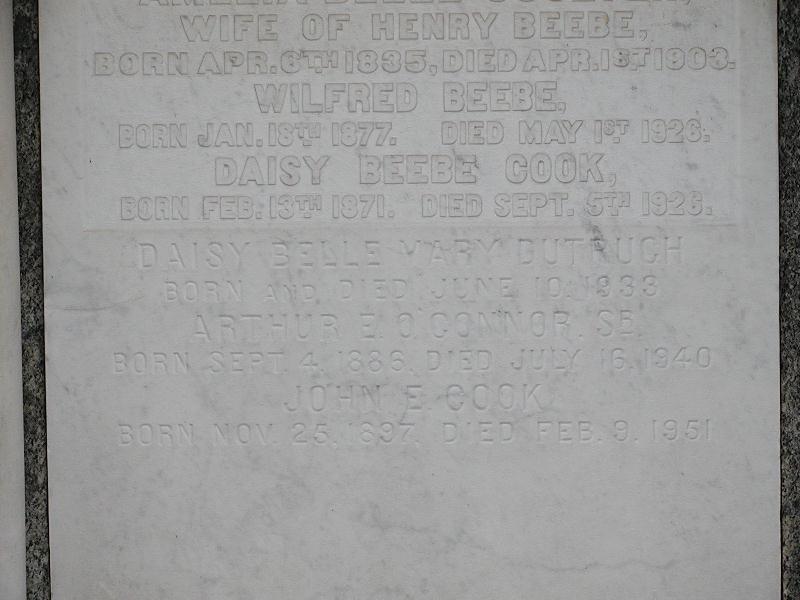 WIFE OF HENRY BEEBE,
BORN APR. 6TH 1835, DIED APR. 1ST 1903.
WILFRED BEEBE,
BORN JAN. 18TH 1877. DIED MAY 1ST 1926.
DAISY BEEBE COOK,
BORN FEB. 13TH 1871. DIED SEPT. 5TH 1926.
DAISY BELLE MARY DUTRUCH
BORN AND DIED JUNE 10, 1933
ARTHUR E. O'CONNOR, SR.
BORN SEPT. 4, 1886, DIED JULY 16, 1940
JOHN E. COOK
BORN NOV. 25, 1897, DIED FEB. 9, 1951